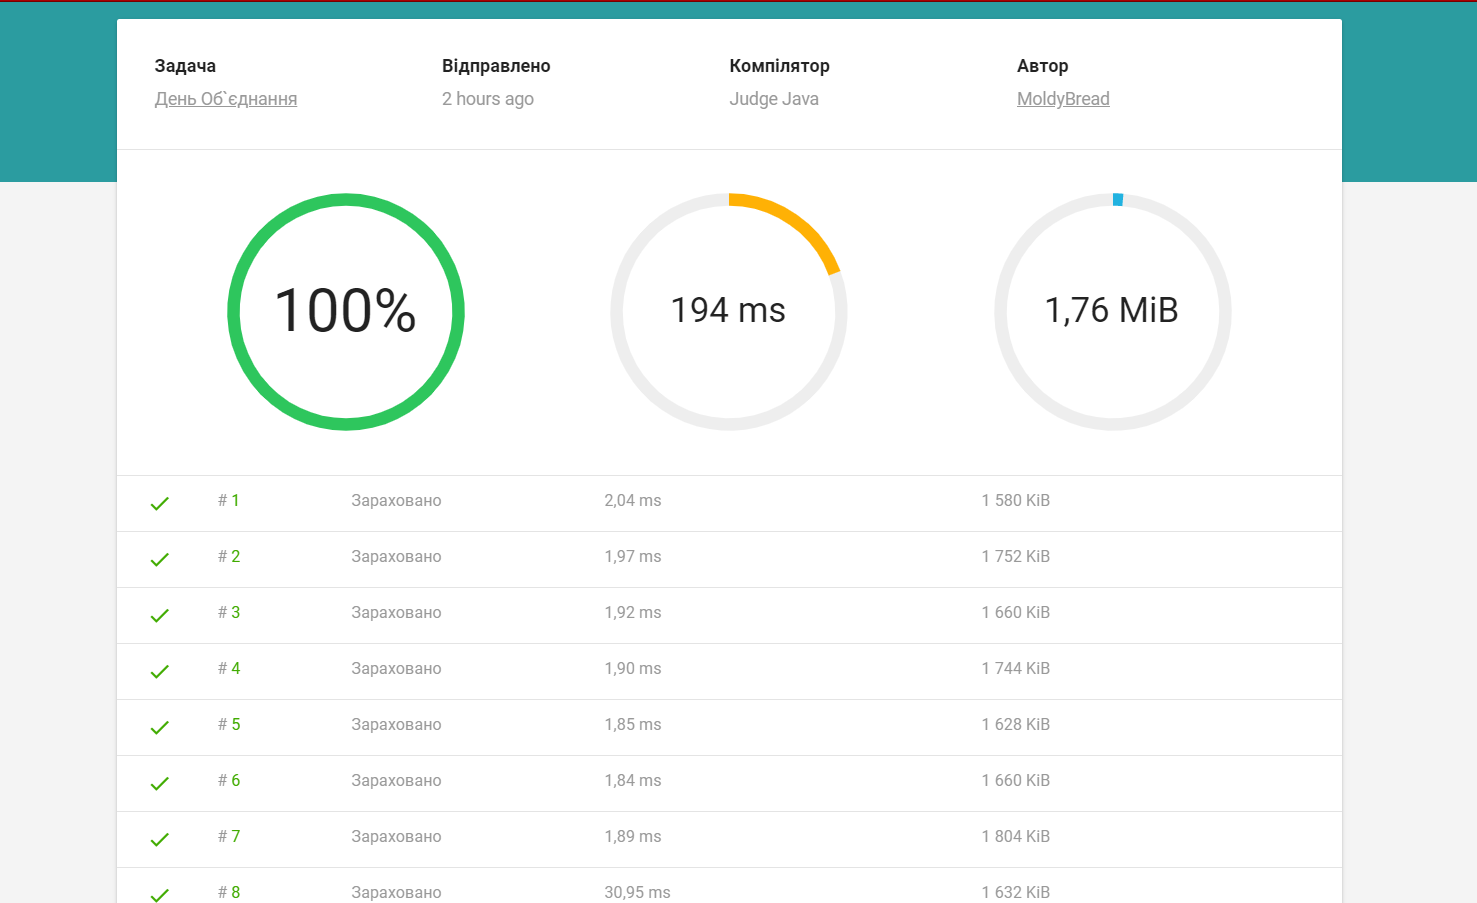 Задача Відправлено Компілятор Автор
День Об`єднання 2 hours ago Judge Java MoldyBread
100% 194 ms 1,76 MiB
# 1 Зараховано 2,04 ms 1 580 KiB
# 2 Зараховано 1,97 ms 1 752 KiB
# 3 Зараховано 1,92 ms 1 660 KiB
# 4 Зараховано 1,90 ms 1 744 KiB
# 5 Зараховано 1,85 ms 1 628 KiB
# 6 Зараховано 1,84 ms 1 660 KiB
# 7 Зараховано 1,89 ms 1 804 KiB
# 8 Зараховано 30,95 ms 1 632 KiB